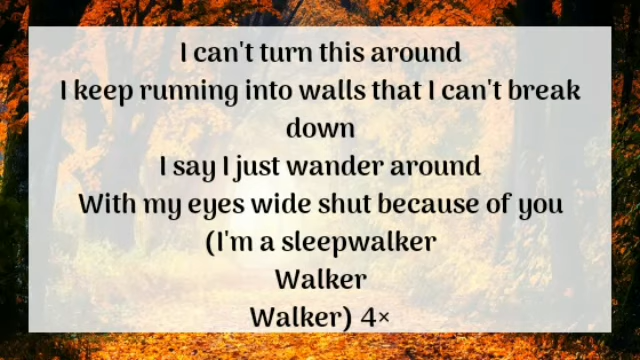 I can't turn this around
I keep running into walls that I can't break
down
I say I just wander around
With my eyes wide shut because of you
(I'm a sleepwalker
Walker
Walker) 4×